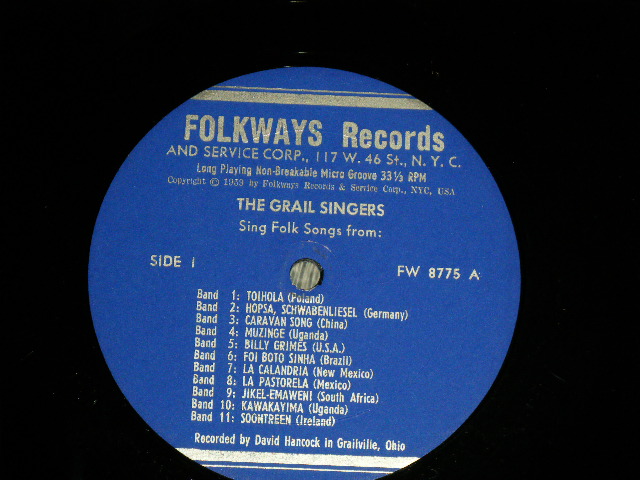 FOLKWAYS Records
AND SERVICE CORP., 117 W. 46 St., N. Y. C.
Long Playing Non-Breakable Micro Groove 33⅓ RPM
Copyright © 1959 by Folkways Records & Service Corp., NYC, USA
THE GRAIL SINGERS
Sing Folk Songs from:
SIDE I
FW 8775 A
Band 1: TOIHOLA (Poland)
Band 2: HOPSA, SCHWABENLIESEL (Germany)
Band 3: CARAVAN SONG (China)
Band 4: MUZINGE (Uganda)
Band 5: BILLY GRIMES (U.S.A.)
Band 6: FOI BOTO SINHA (Brazil)
Band 7: LA CALANDRIA (New Mexico)
Band 8: LA PASTORELA (Mexico)
Band 9: JIKEL-EMAWENI (South Africa)
Band 10: KAWAKAYIMA (Uganda)
Band 11: SOONTREEN (Ireland)
Recorded by David Hancock in Grailville, Ohio